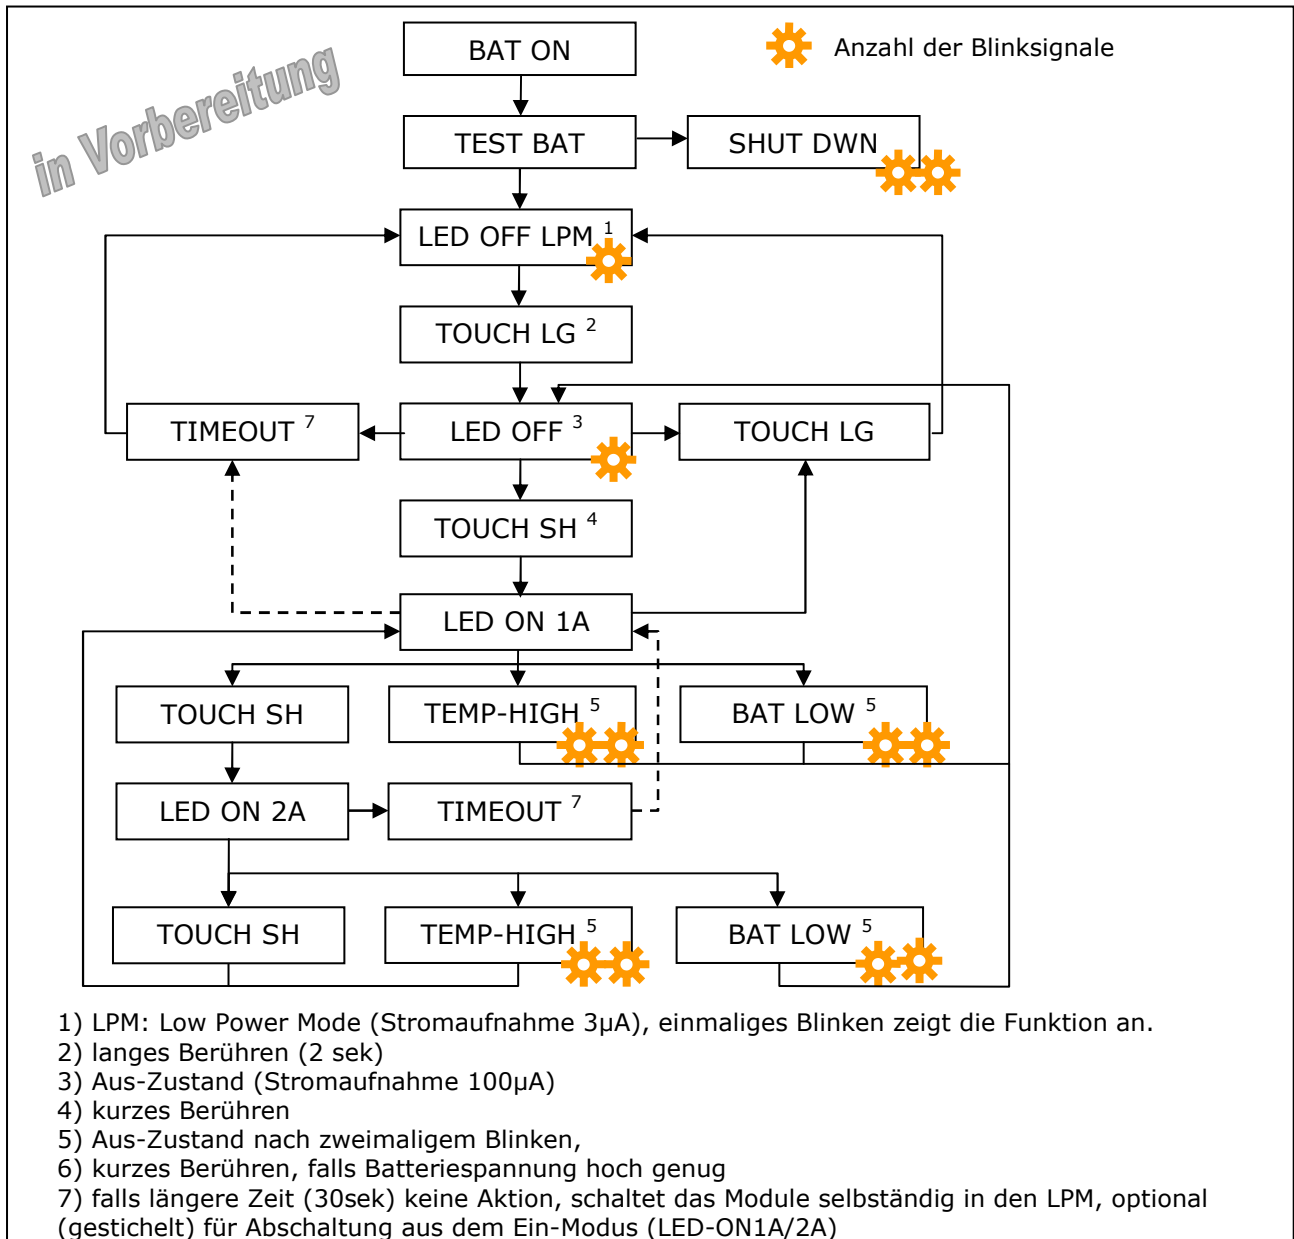 BAT ON
Anzahl der Blinksignale
in Vorbereitung
TEST BAT
SHUT DWN
LED OFF LPM 1
TOUCH LG 2
TIMEOUT 7
LED OFF 3
TOUCH LG
TOUCH SH 4
LED ON 1A
TOUCH SH
TEMP-HIGH 5
BAT LOW 5
LED ON 2A
TIMEOUT 7
TOUCH SH
TEMP-HIGH 5
BAT LOW 5
1) LPM: Low Power Mode (Stromaufnahme 3µA), einmaliges Blinken zeigt die Funktion an.
2) langes Berühren (2 sek)
3) Aus-Zustand (Stromaufnahme 100µA)
4) kurzes Berühren
5) Aus-Zustand nach zweimaligem Blinken,
6) kurzes Berühren, falls Batteriespannung hoch genug
7) falls längere Zeit (30sek) keine Aktion, schaltet das Module selbständig in den LPM, optional
(gestichelt) für Abschaltung aus dem Ein-Modus (LED-ON1A/2A)